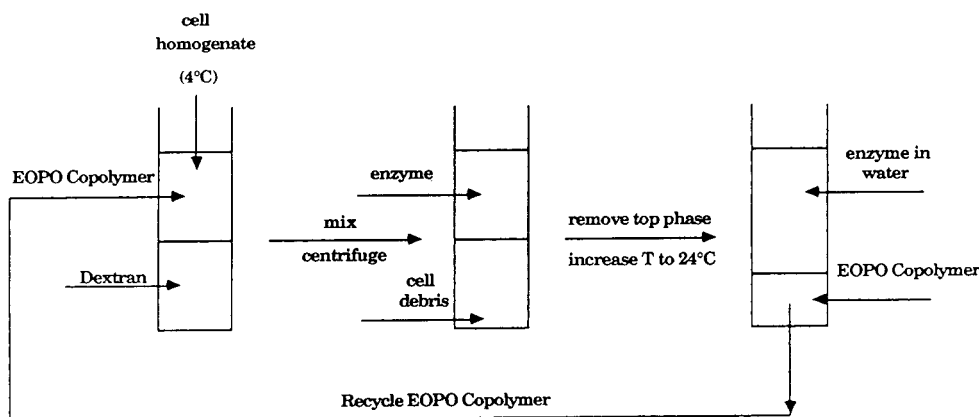 cell
homogenate
(4°C)
EOPO Copolymer
Dextran
mix
centrifuge
enzyme
cell
debris
remove top phase
increase T to 24°C
enzyme in
water
EOPO Copolymer
Recycle EOPO Copolymer